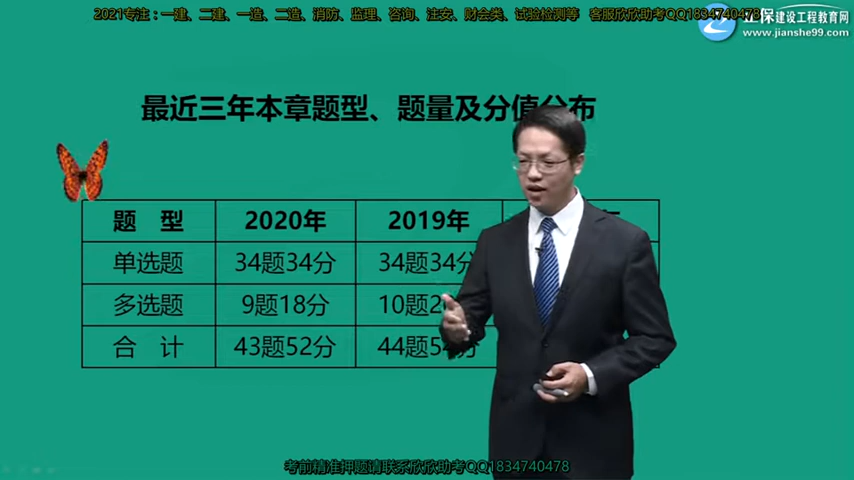 2021专注：一建、二建、一造、二造、消防、监理、咨询、注安、财会类、试验检测等 客服欣欣助考QQ1834740478
保建设工程教育网
www.jianshe99.com
最近三年本章题型、题量及分值分布
题 型 2020年 2019年
单选题 34题34分 34题34分
多选题 9题18分 10题2
合 计 43题52分 44题54分
考前精准押题请联系欣欣助考QQ1834740478